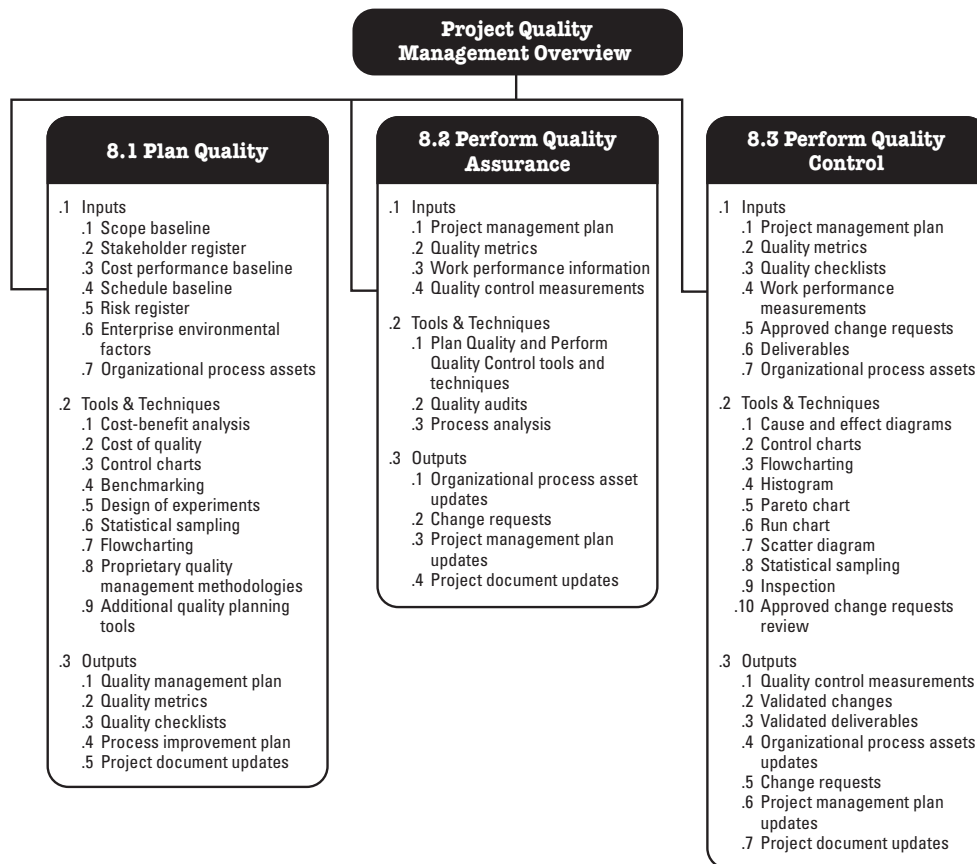 Project Quality
Management Overview
8.1 Plan Quality
.1 Inputs
.1 Scope baseline
.2 Stakeholder register
.3 Cost performance baseline
.4 Schedule baseline
.5 Risk register
.6 Enterprise environmental
factors
.7 Organizational process assets
.2 Tools & Techniques
.1 Cost-benefit analysis
.2 Cost of quality
.3 Control charts
.4 Benchmarking
.5 Design of experiments
.6 Statistical sampling
.7 Flowcharting
.8 Proprietary quality
management methodologies
.9 Additional quality planning
tools
.3 Outputs
.1 Quality management plan
.2 Quality metrics
.3 Quality checklists
.4 Process improvement plan
.5 Project document updates
8.2 Perform Quality
Assurance
.1 Inputs
.1 Project management plan
.2 Quality metrics
.3 Work performance information
.4 Quality control measurements
.2 Tools & Techniques
.1 Plan Quality and Perform
Quality Control tools and
techniques
.2 Quality audits
.3 Process analysis
.3 Outputs
.1 Organizational process asset
updates
.2 Change requests
.3 Project management plan
updates
.4 Project document updates
8.3 Perform Quality
Control
.1 Inputs
.1 Project management plan
.2 Quality metrics
.3 Quality checklists
.4 Work performance
measurements
.5 Approved change requests
.6 Deliverables
.7 Organizational process assets
.2 Tools & Techniques
.1 Cause and effect diagrams
.2 Control charts
.3 Flowcharting
.4 Histogram
.5 Pareto chart
.6 Run chart
.7 Scatter diagram
.8 Statistical sampling
.9 Inspection
.10 Approved change requests
review
.3 Outputs
.1 Quality control measurements
.2 Validated changes
.3 Validated deliverables
.4 Organizational process assets
updates
.5 Change requests
.6 Project management plan
updates
.7 Project document updates